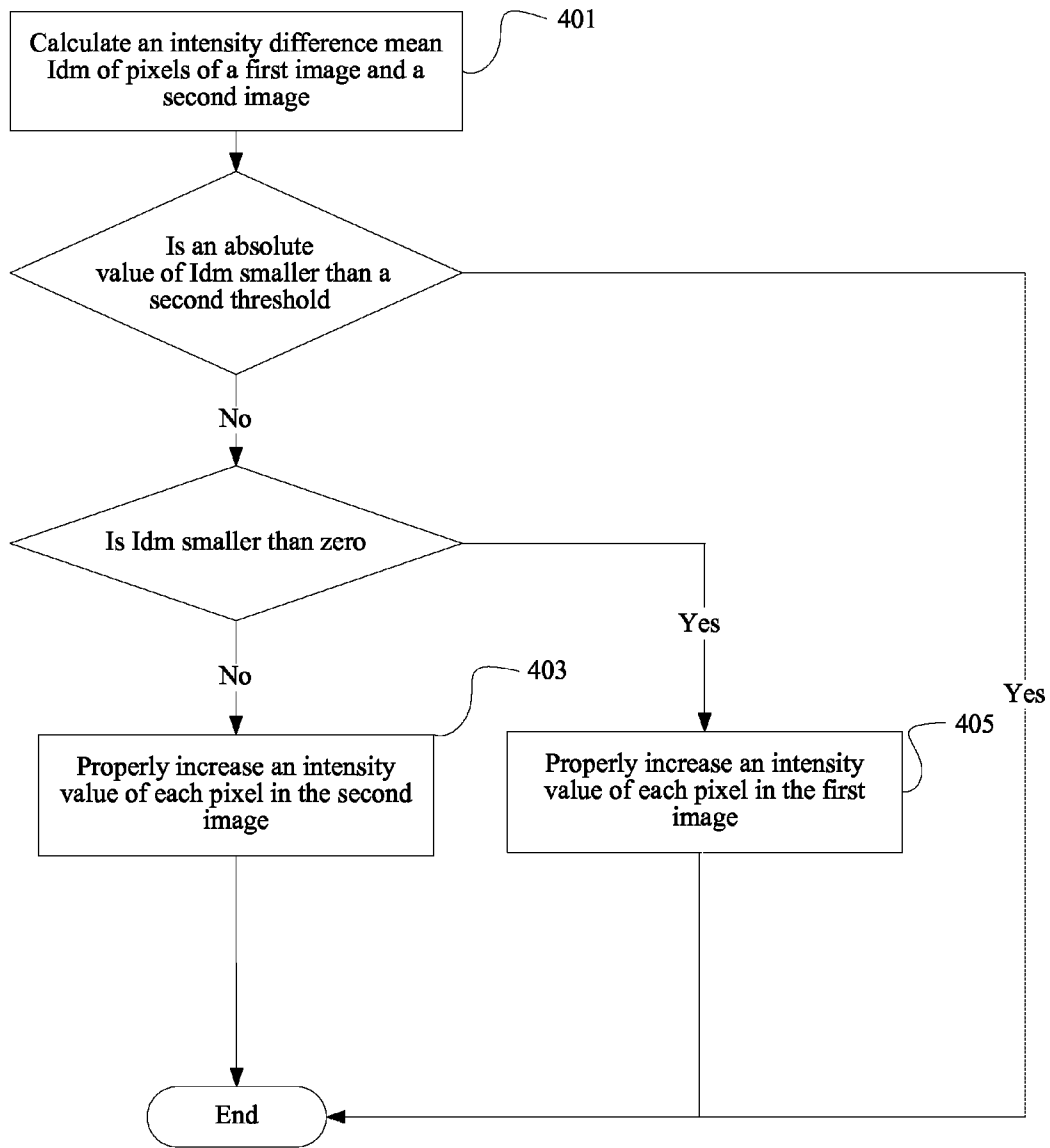 401
Calculate an intensity difference mean
Idm of pixels of a first image and a
second image
Is an absolute
value of Idm smaller than a
second threshold
No
Is Idm smaller than zero
Yes
No
Yes
403
405
Properly increase an intensity
value of each pixel in the second
image
Properly increase an intensity
value of each pixel in the first
image
End